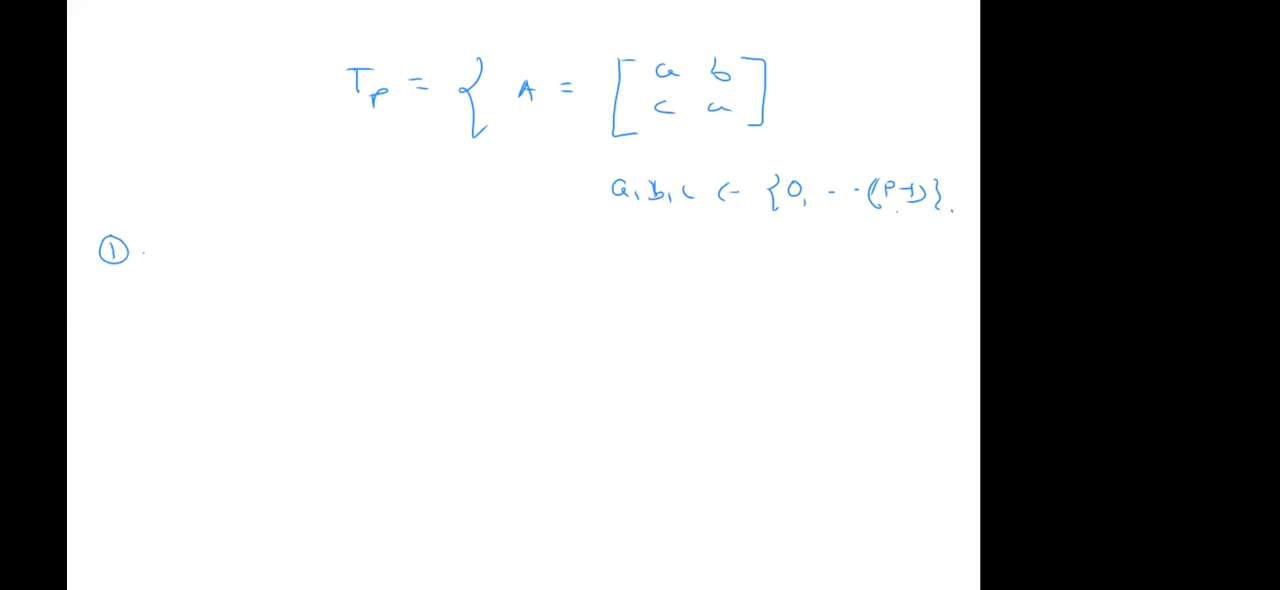 T_p = { A = [ a b
c a ]
a, b, c ∈ {0, - - · (p-1)}.
① .